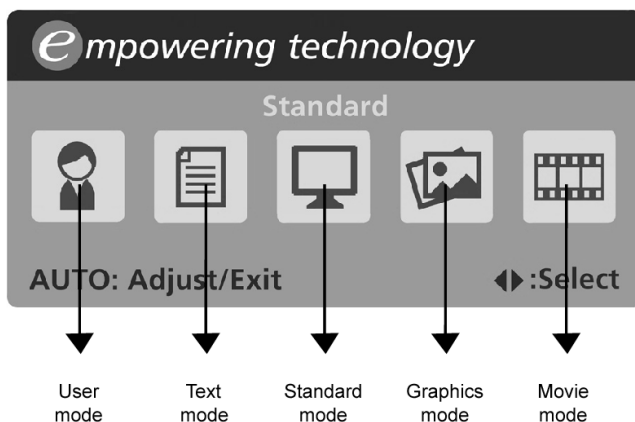 empowering technology
Standard
AUTO: Adjust/Exit
:Select
User
mode
Text
mode
Standard
mode
Graphics
mode
Movie
mode